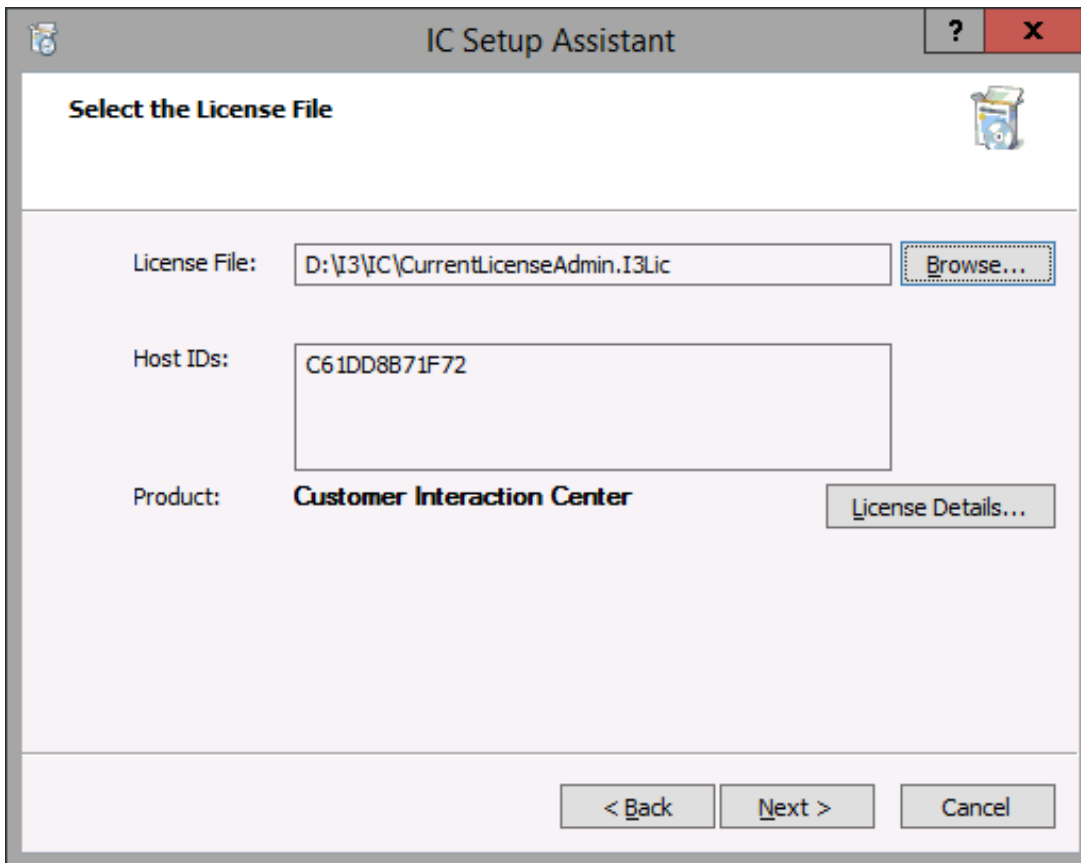 IC Setup Assistant
? x
Select the License File
License File: D:\I3\IC\CurrentLicenseAdmin.I3Lic Browse...
Host IDs: C61DD8B71F72
Product: Customer Interaction Center License Details...
< Back Next > Cancel